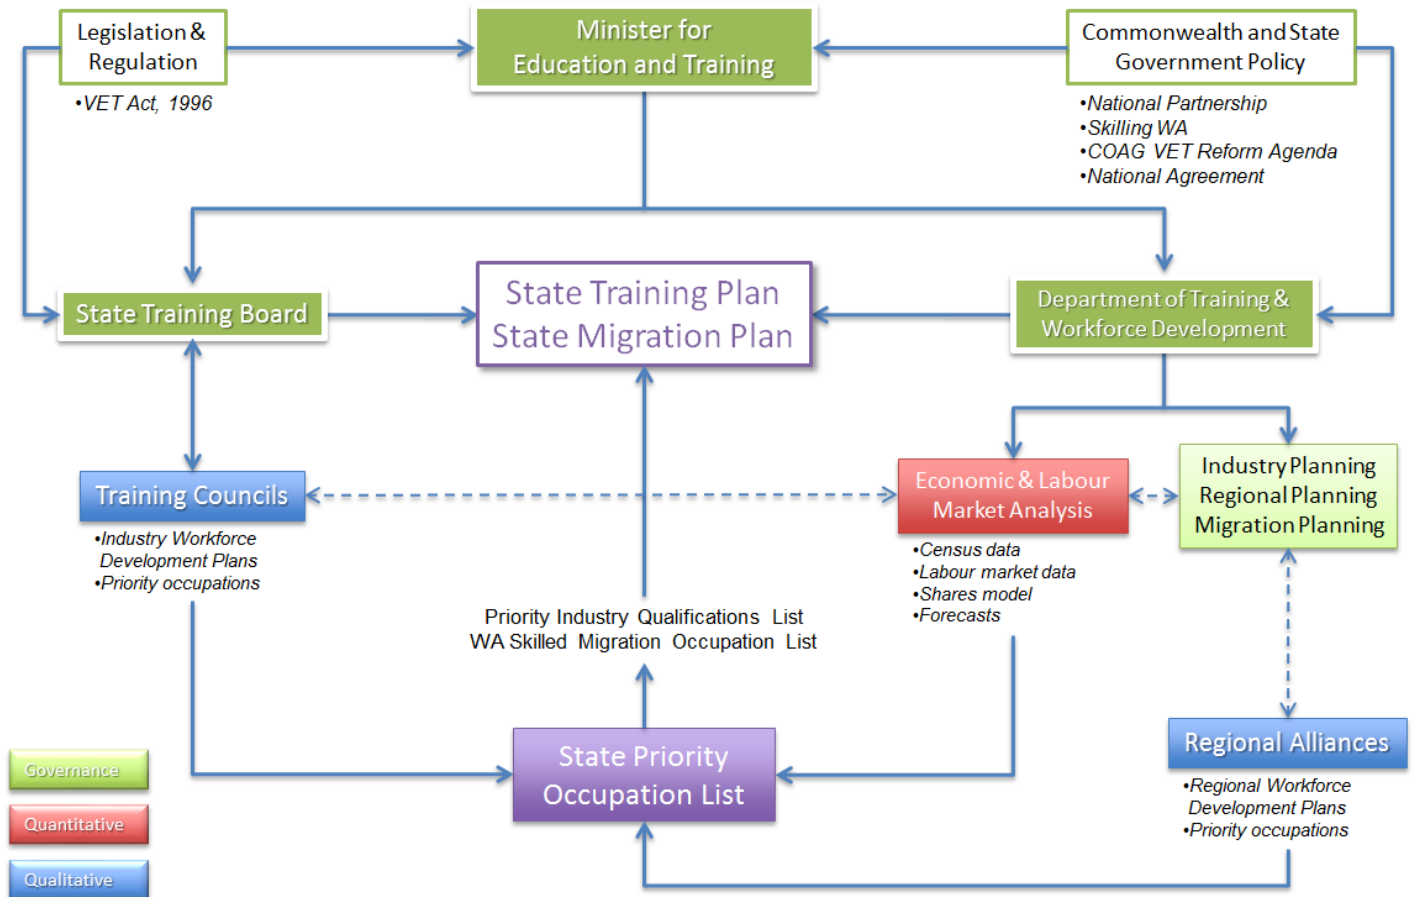 Legislation &
Regulation
•VET Act, 1996
Minister for
Education and Training
Commonwealth and State
Government Policy
•National Partnership
•Skilling WA
•COAG VET Reform Agenda
•National Agreement
State Training Board
State Training Plan
State Migration Plan
Department of Training &
Workforce Development
Training Councils
•Industry Workforce
Development Plans
•Priority occupations
Economic & Labour
Market Analysis
•Census data
•Labour market data
•Shares model
•Forecasts
Industry Planning
Regional Planning
Migration Planning
Priority Industry Qualifications List
WA Skilled Migration Occupation List
State Priority
Occupation List
Regional Alliances
•Regional Workforce
Development Plans
•Priority occupations
Governance
Quantitative
Qualitative